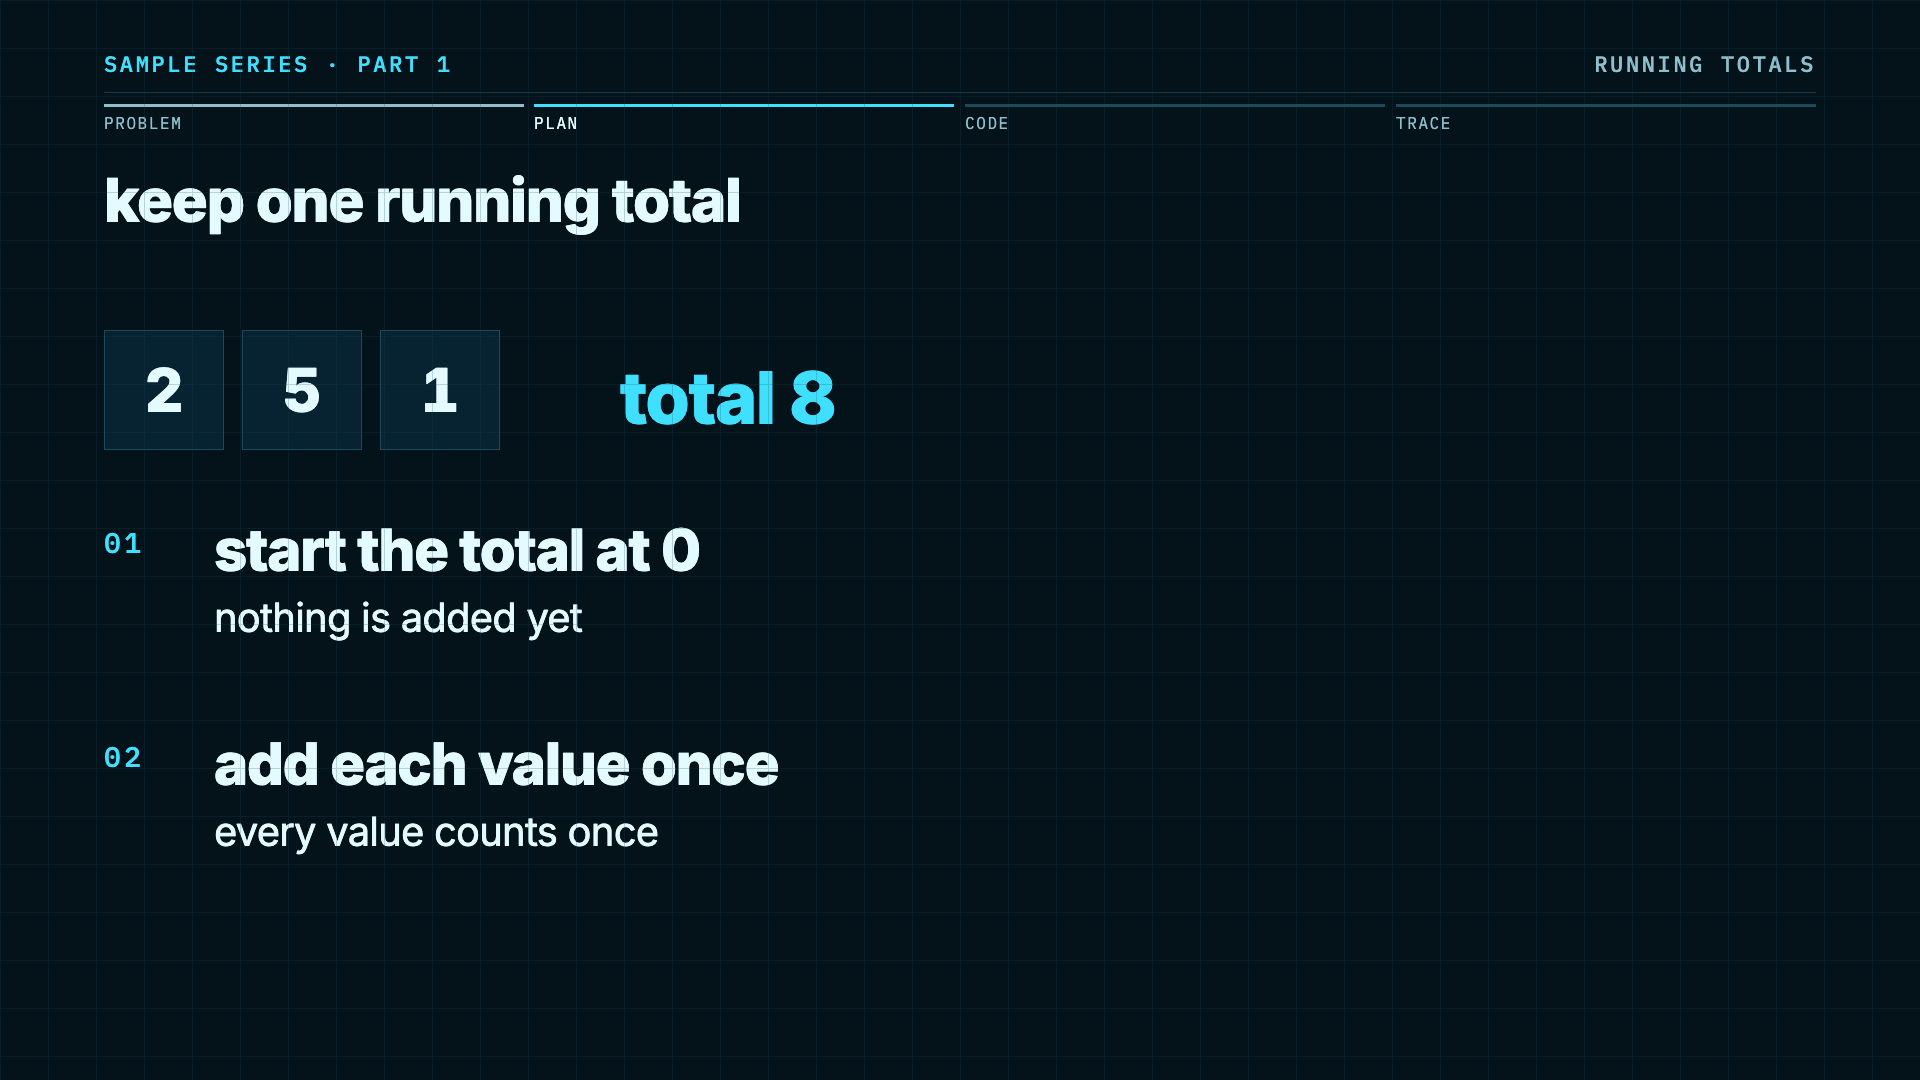 SAMPLE SERIES · PART 1
RUNNING TOTALS
PROBLEM
PLAN
CODE
TRACE
keep one running total
2 5 1
total 8
01
start the total at 0
nothing is added yet
02
add each value once
every value counts once